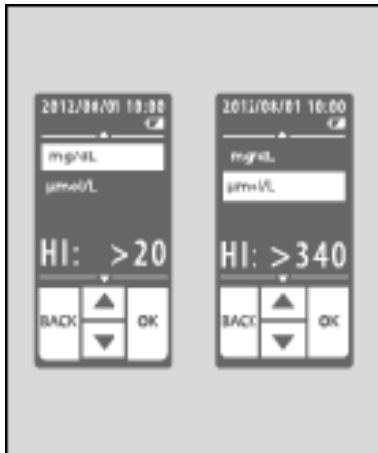 2012/08/01 10:00
mg/dL
µmol/L
HI: >20
BACK
OK
2012/08/01 10:00
mg/dL
µmol/L
HI: >340
BACK
OK